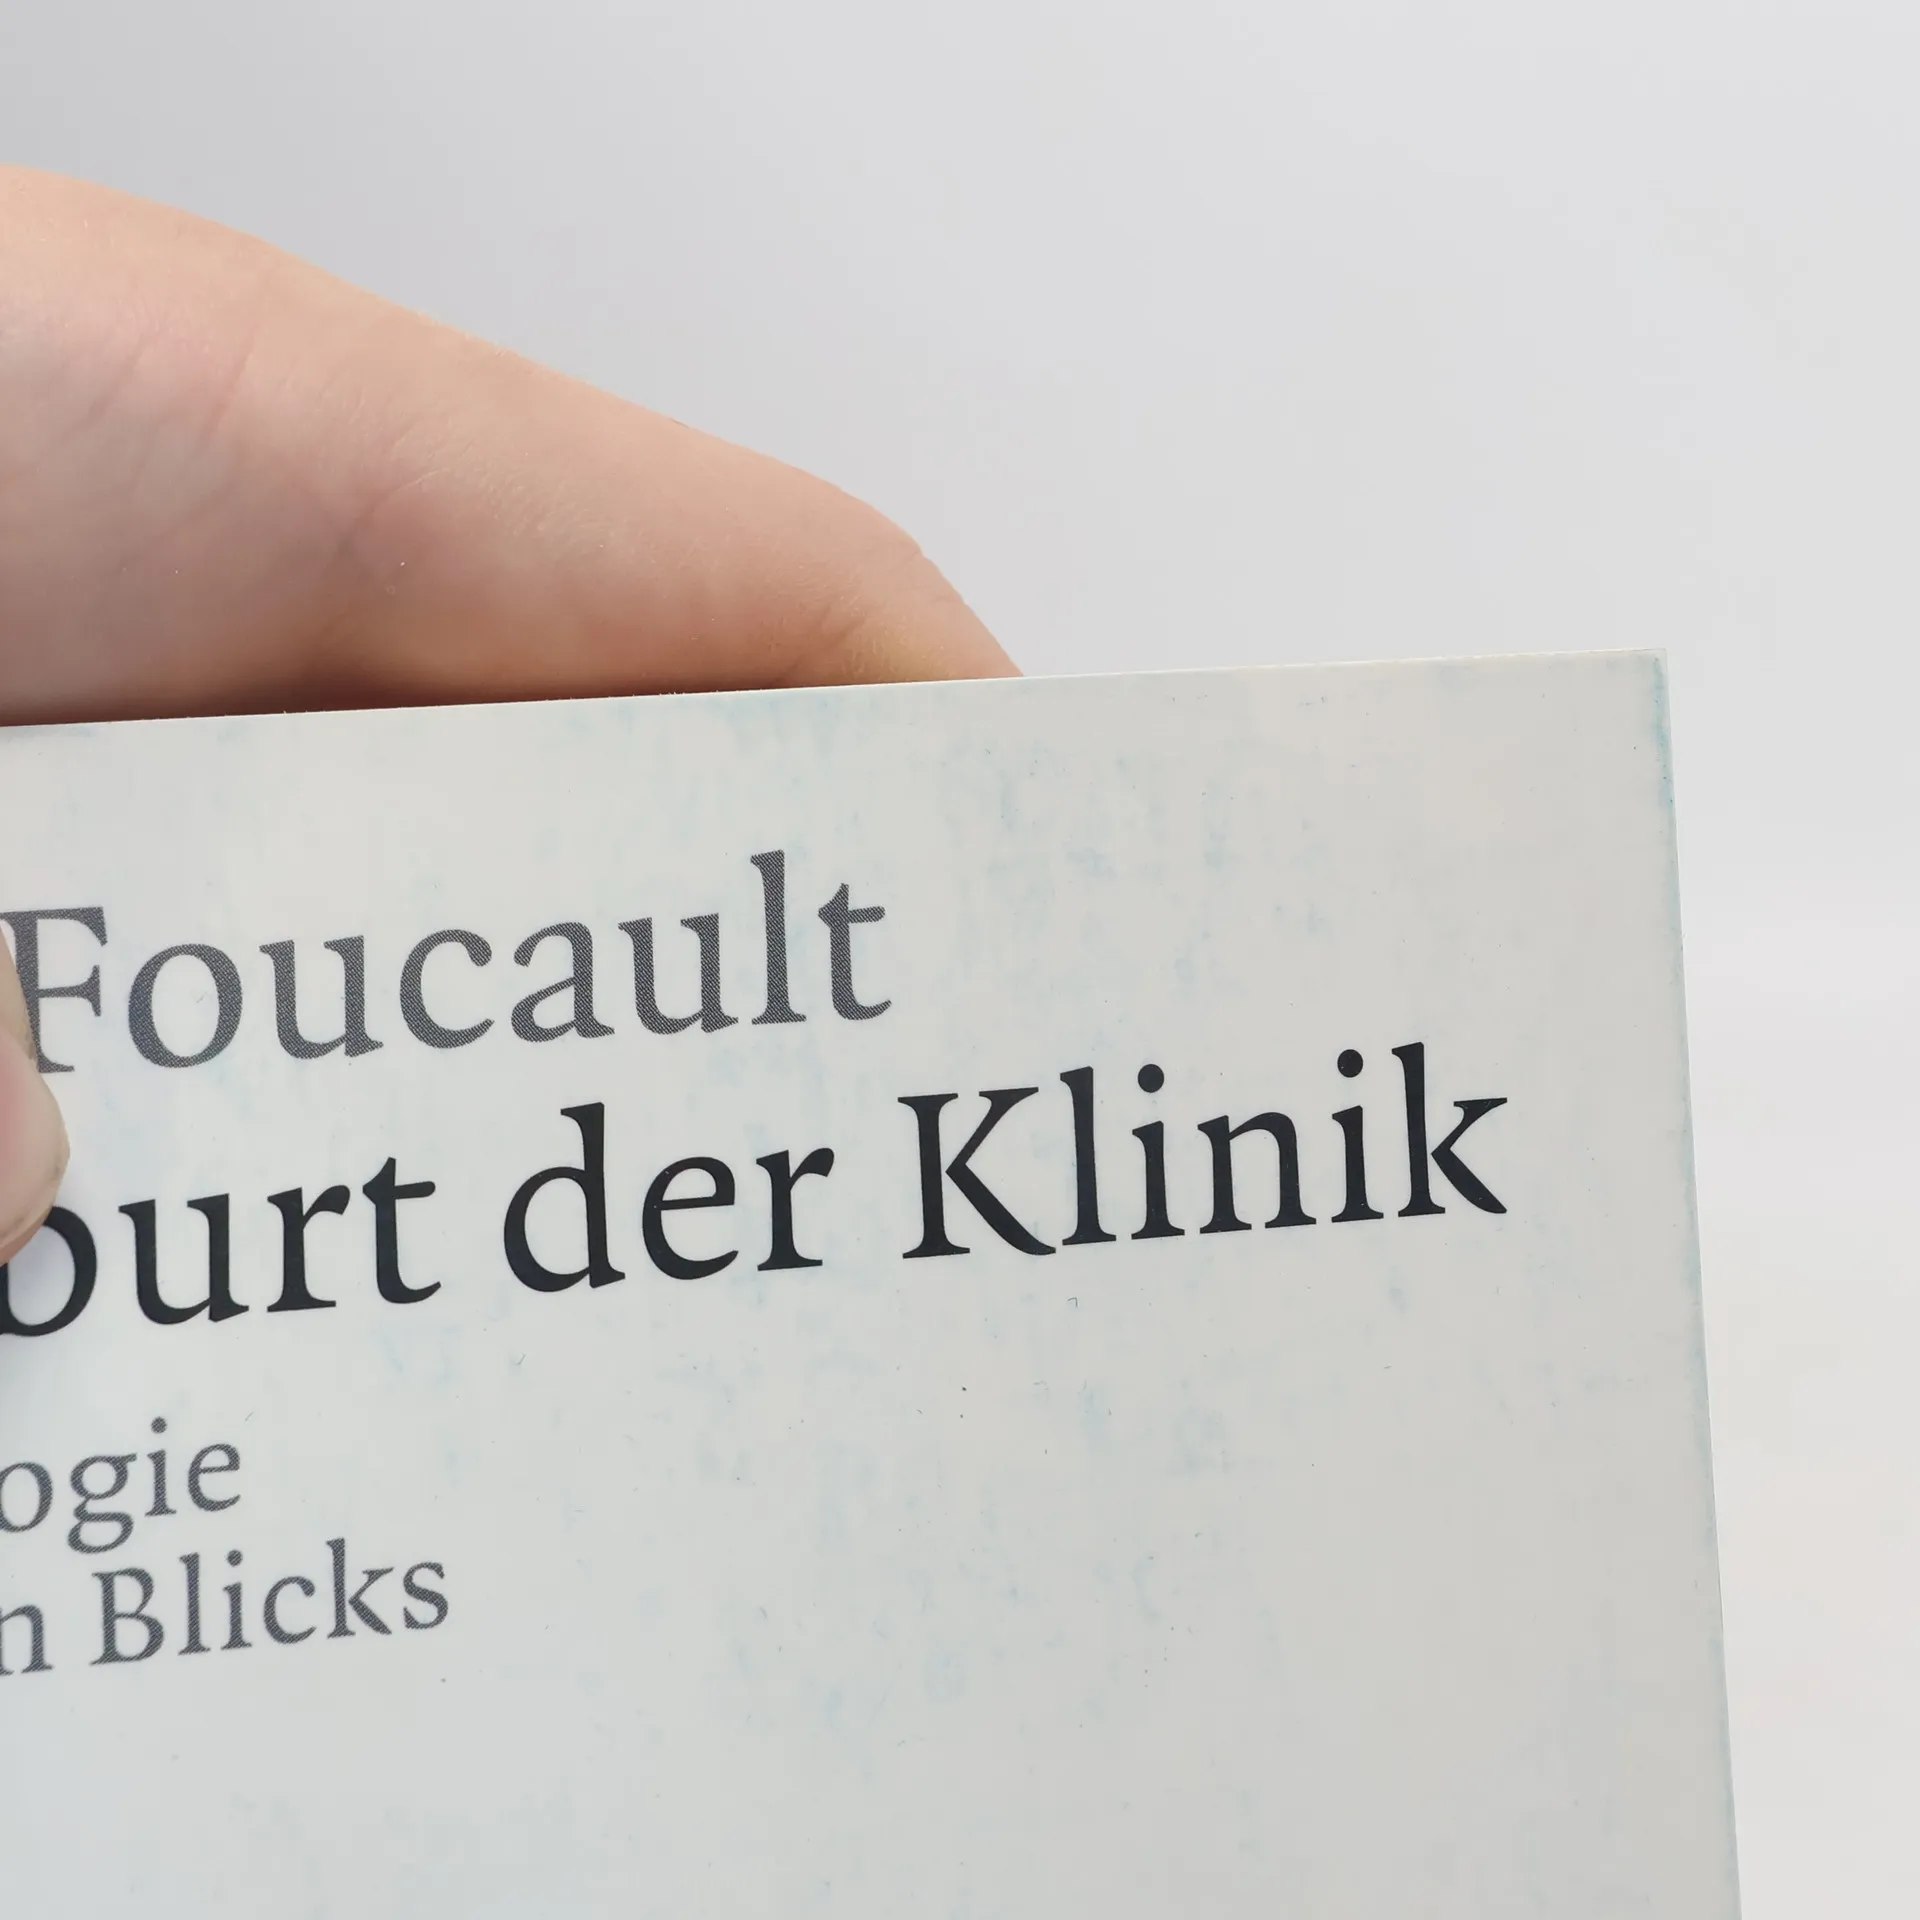 Foucault
burt der Klinik
ogie
n Blicks